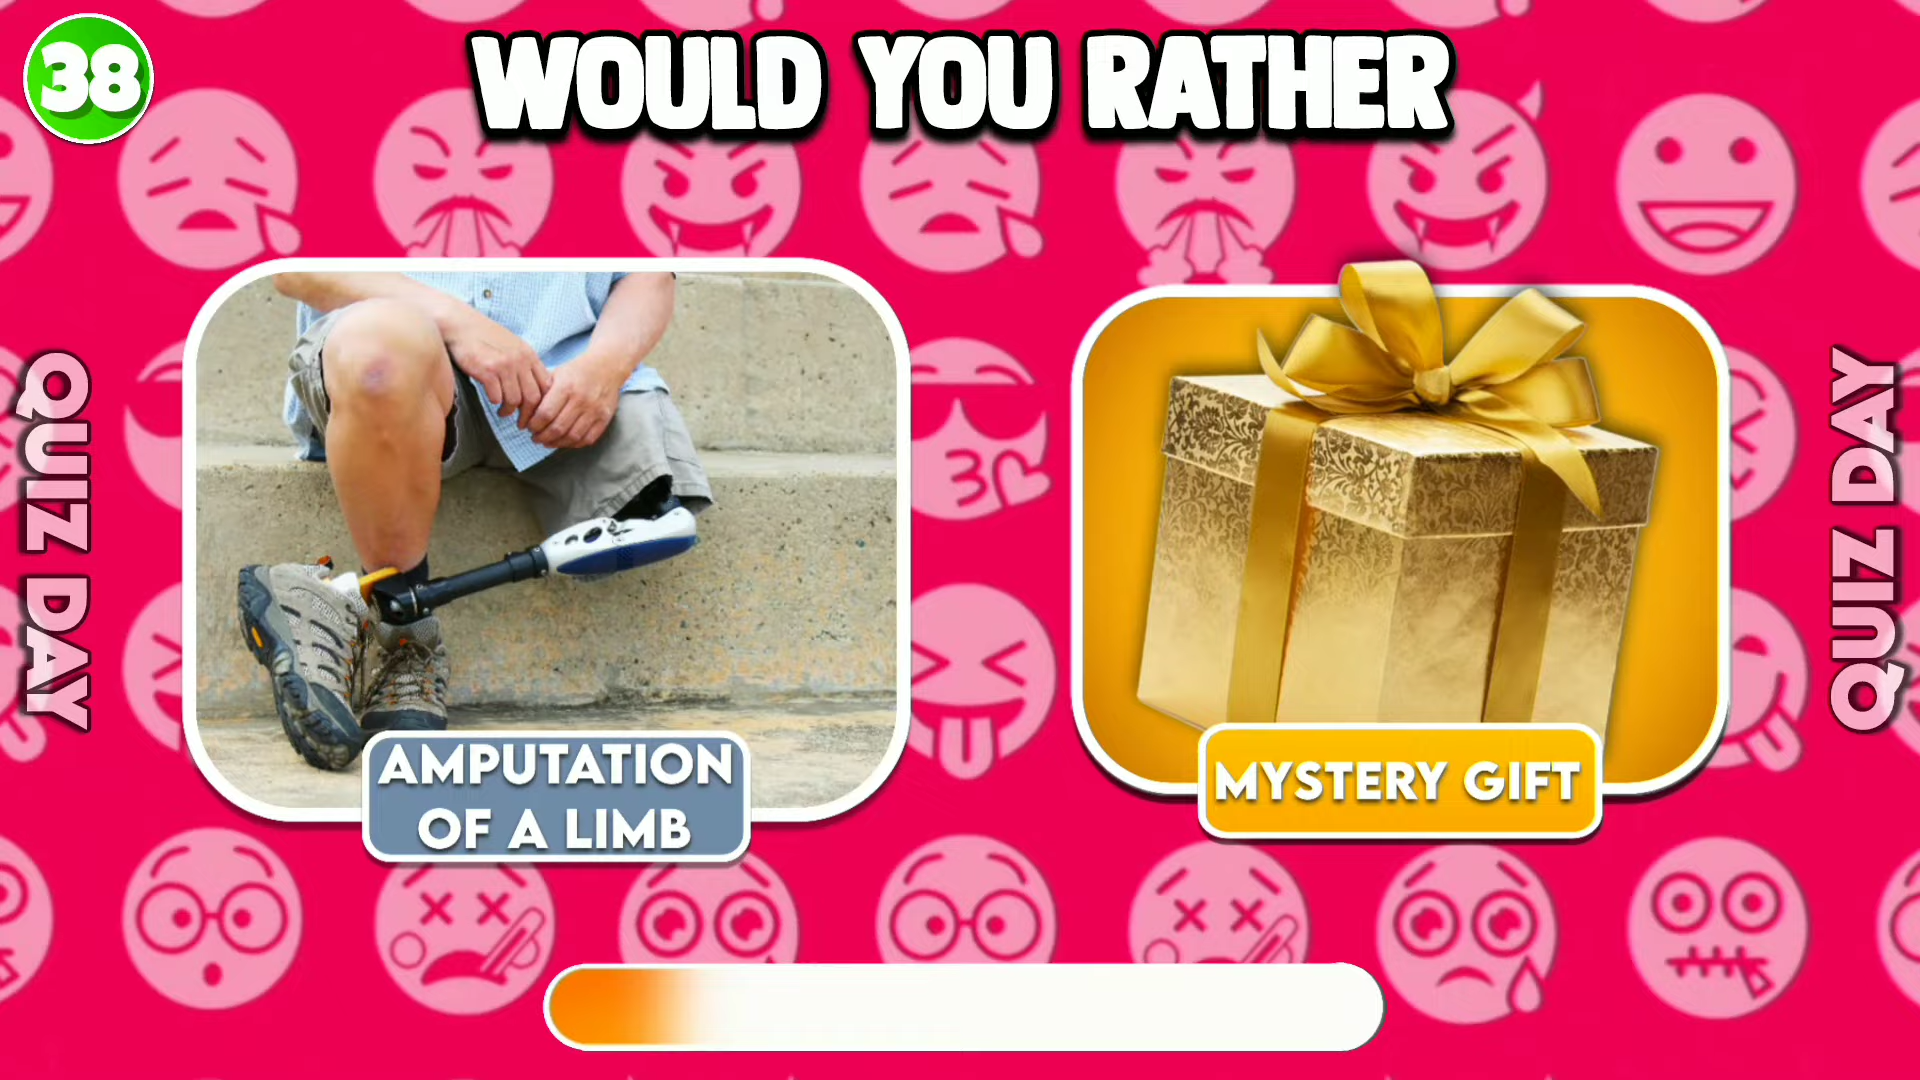 38
WOULD YOU RATHER
QUIZ DAY
AMPUTATION
OF A LIMB
MYSTERY GIFT
QUIZ DAY